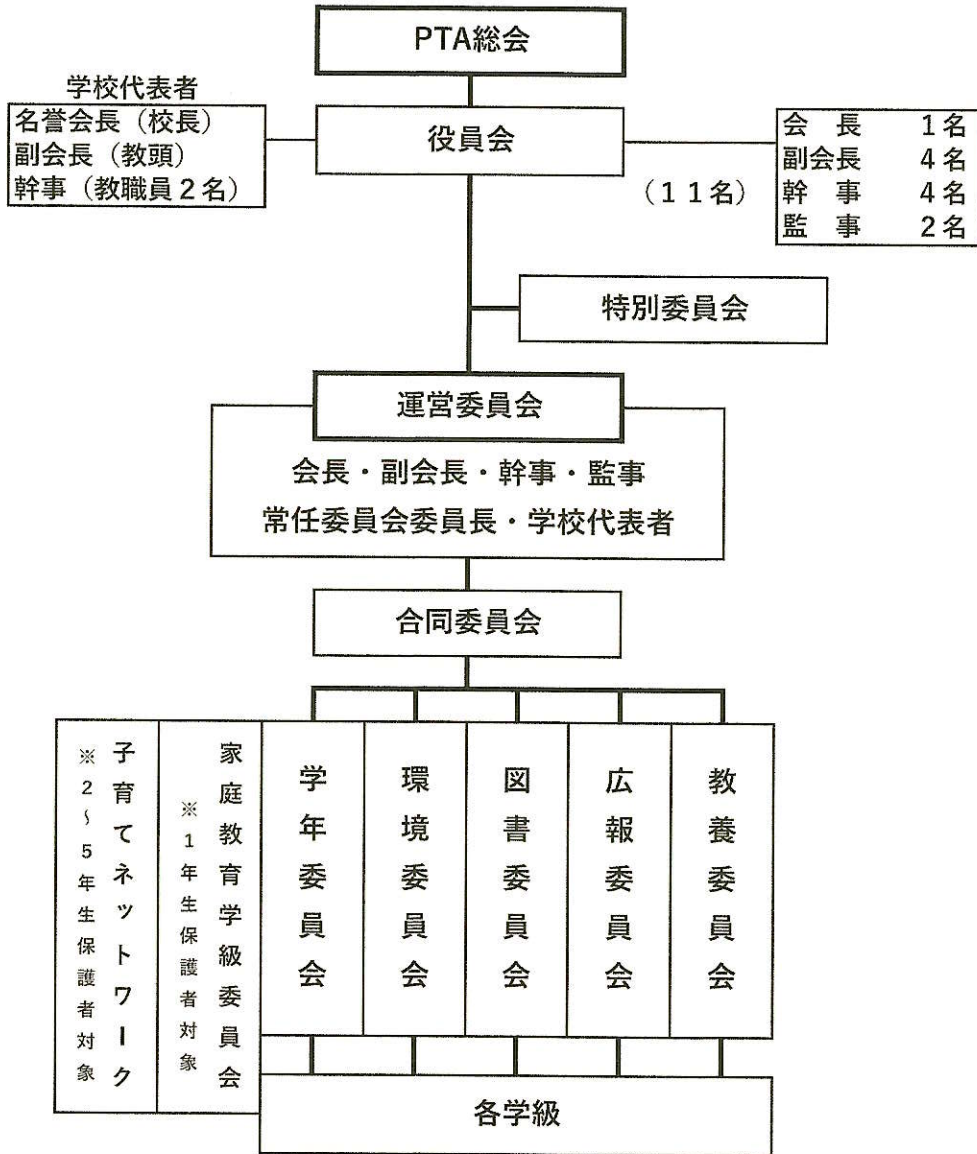 PTA総会
学校代表者
名誉会長（校長）
副会長（教頭）
幹事（教職員２名）
役員会
（１１名）
会　長　１名
副会長　４名
幹　事　４名
監　事　２名
特別委員会
運営委員会
会長・副会長・幹事・監事
常任委員会委員長・学校代表者
合同委員会
子育てネットワーク
※２～５年生保護者対象
家庭教育学級委員会
※１年生保護者対象
学年委員会
環境委員会
図書委員会
広報委員会
教養委員会
各学級